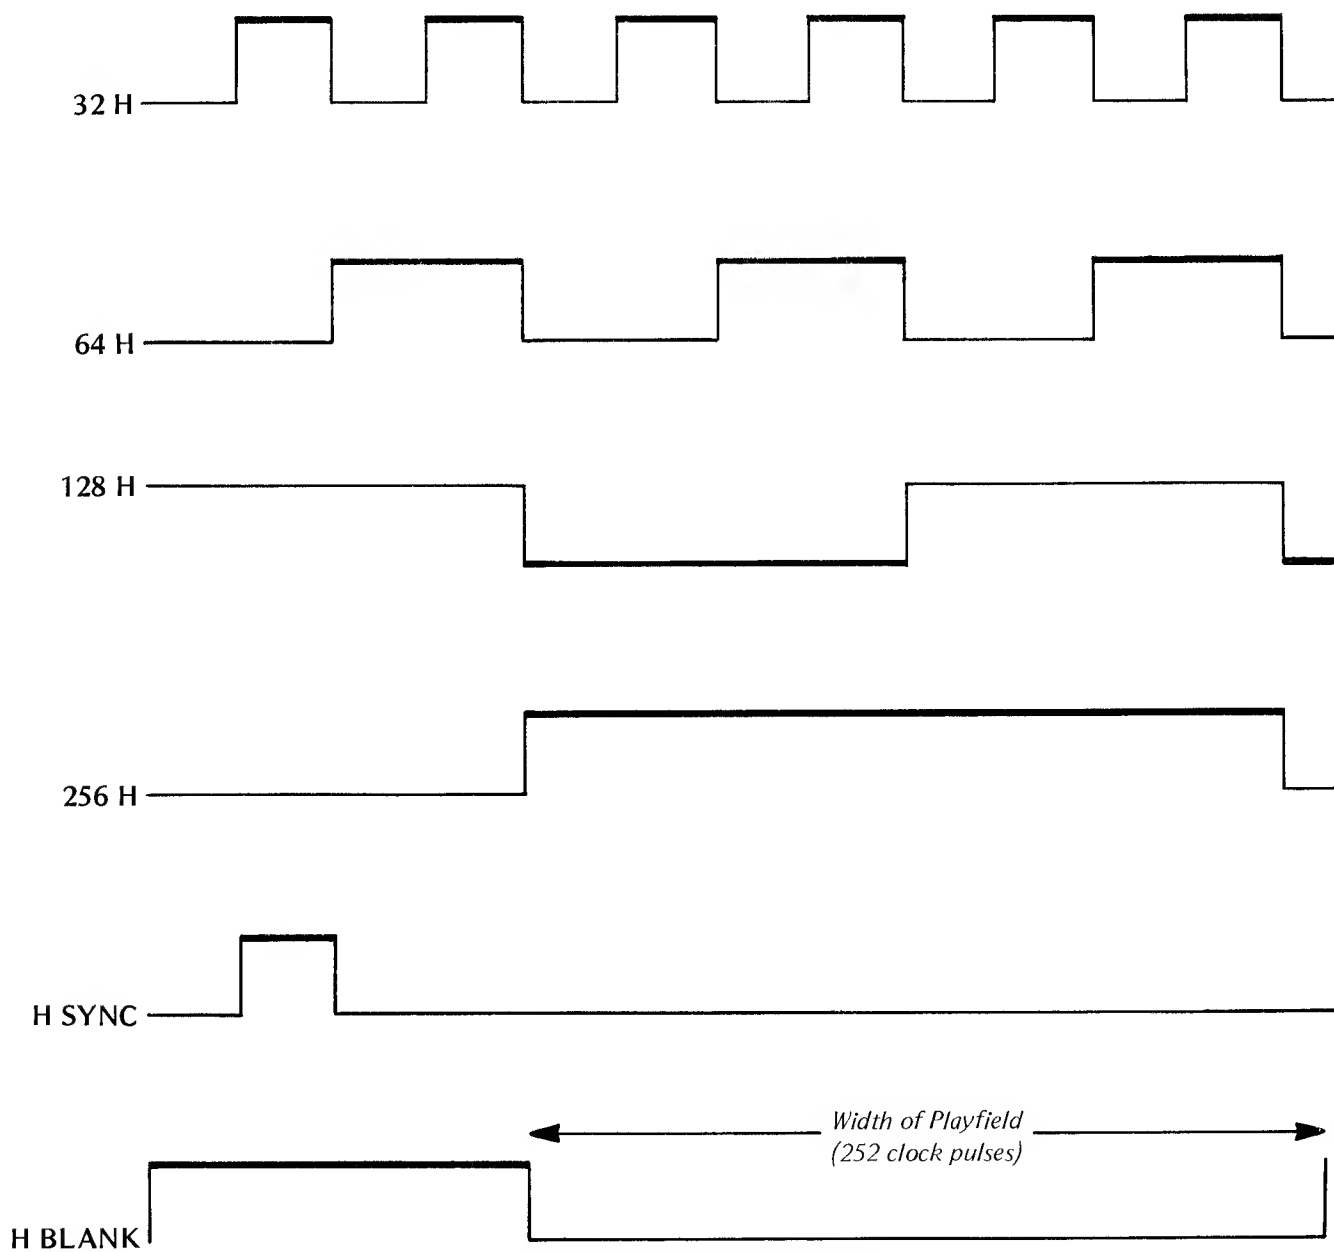 32 H
64 H
128 H
256 H
H SYNC
Width of Playfield
(252 clock pulses)
H BLANK